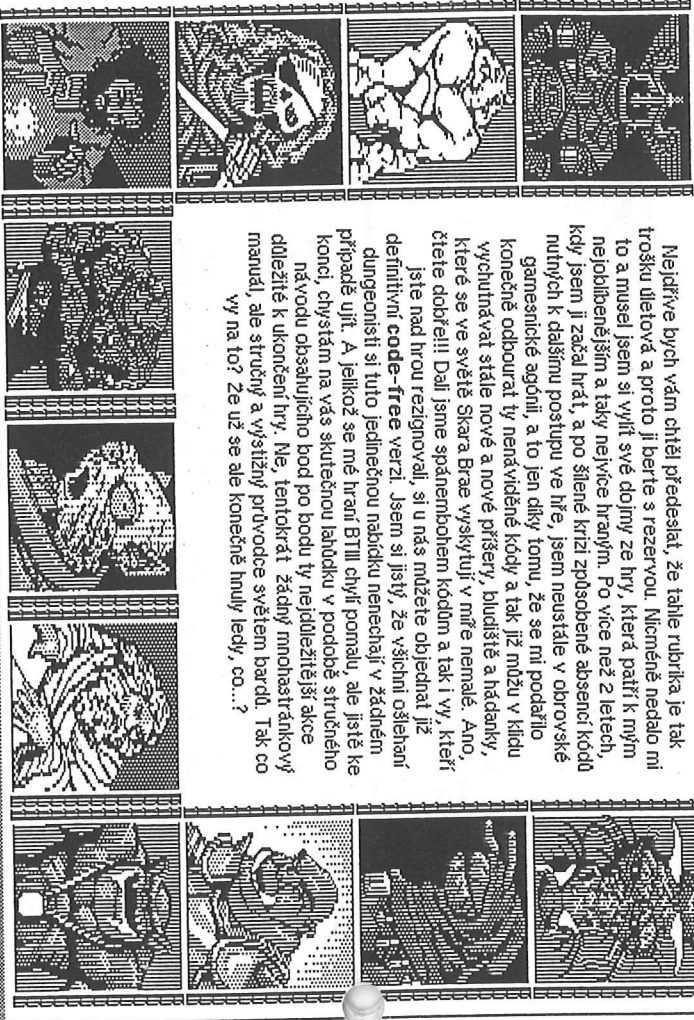 Nejdříve bych vám chtěl předeslat, že tahle rubrika je tak
trošku úletová a proto ji berte s rezervou. Nicméně nedalo mi
to a musel jsem si vylít své dojmy ze hry, která patří k mým
nejoblíbenějším a taky nejvíce hraným. Po více než 2 letech,
kdy jsem ji začal hrát, a po šílené krizi způsobené absencí kódů
nutných k dalšímu postupu ve hře, jsem neustále v obrovské
gamesnické agónii, a to jen díky tomu, že se mi podařilo
konečně odbourat ty nenáviděné kódy a tak již můžu v klidu
vychutnávat stále nové a nové příšery, bludiště a hádanky,
které se ve světě Skara Brae vyskytují v míře nemalé. Ano,
čtete dobře!!! Dali jsme spánembohem kódům a tak i vy, kteří
jste nad hrou rezignovali, si u nás můžete objednat již
definitivní code-free verzi. Jsem si jistý, že všichni ošlehaní
dungeonisti si tuto jedinečnou nabídku nenechají v žádném
případě ujít. A jelikož se mé hraní BTIII chýlí pomalu, ale jistě ke
konci, chystám na vás skutečnou lahůdku v podobě stručného
návodu obsahujícího bod po bodu ty nejdůležitější akce
důležité k ukončení hry. Ne, tentokrát žádný mnohastránkový
manuál, ale stručný a výstižný průvodce světem bardů. Tak co
vy na to? Že už se ale konečně hnuly ledy, co...?